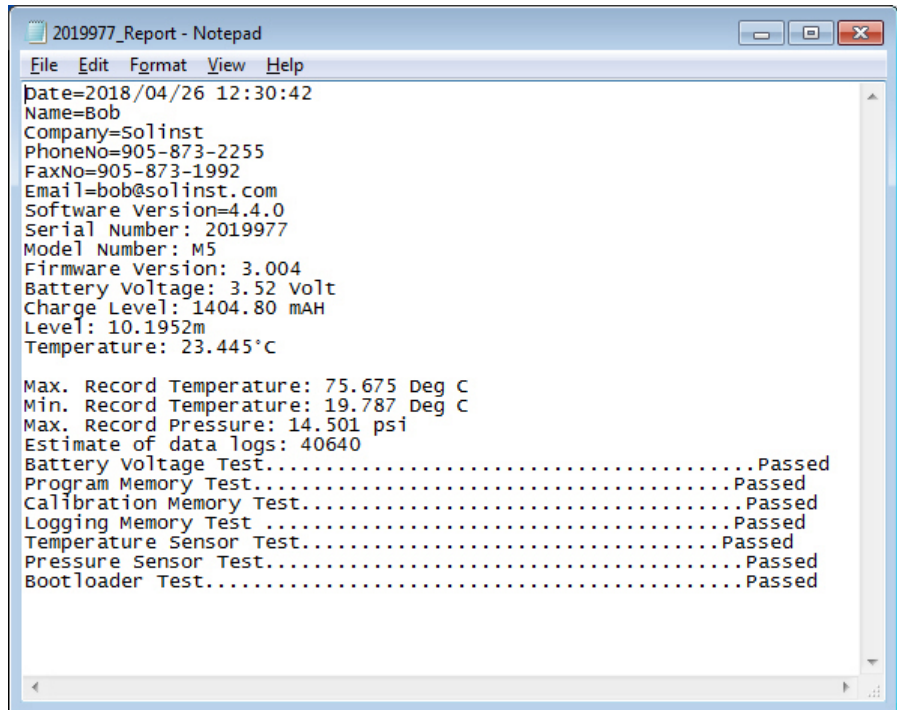 2019977_Report - Notepad
File Edit Format View Help
Date=2018/04/26 12:30:42
Name=Bob
Company=Solinst
PhoneNo=905-873-2255
FaxNo=905-873-1992
Email=bob@solinst.com
Software Version=4.4.0
Serial Number: 2019977
Model Number: M5
Firmware Version: 3.004
Battery Voltage: 3.52 Volt
Charge Level: 1404.80 mAH
Level: 10.1952m
Temperature: 23.445°C
Max. Record Temperature: 75.675 Deg C
Min. Record Temperature: 19.787 Deg C
Max. Record Pressure: 14.501 psi
Estimate of data logs: 40640
Battery Voltage Test.........................................Passed
Program Memory Test........................................Passed
Calibration Memory Test.....................................Passed
Logging Memory Test .......................................Passed
Temperature Sensor Test...................................Passed
Pressure Sensor Test........................................Passed
Bootloader Test.............................................Passed